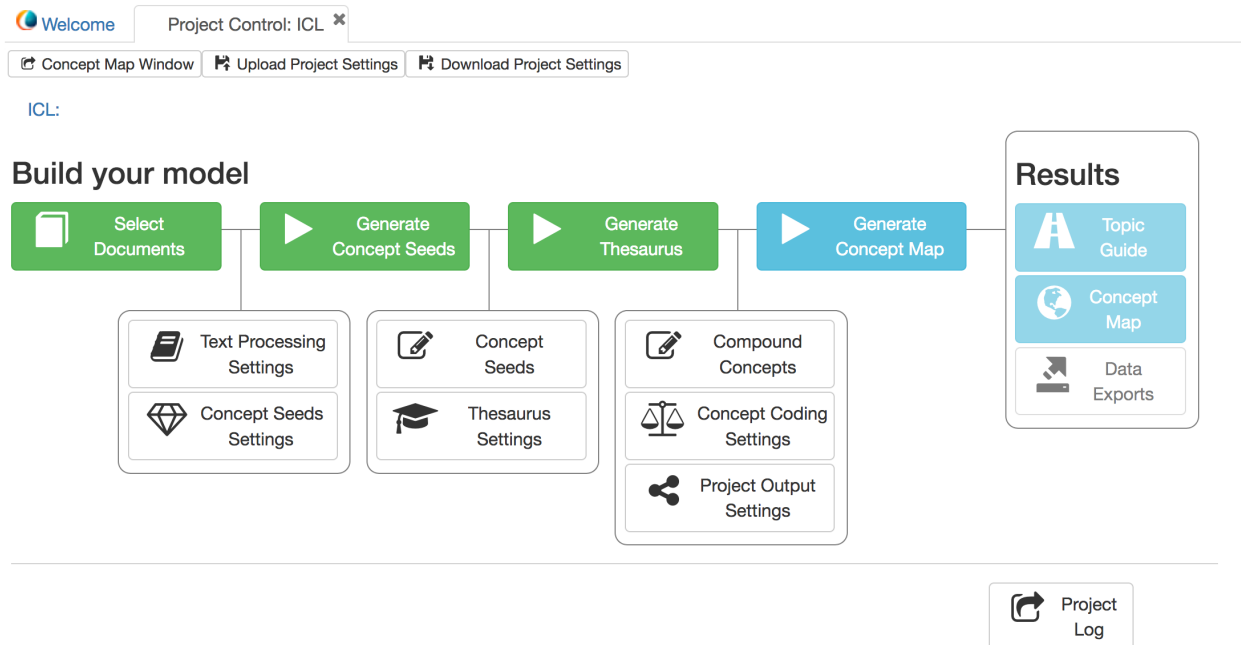 Welcome
Project Control: ICL
Concept Map Window
Upload Project Settings
Download Project Settings
ICL:
Build your model
Select
Documents
Generate
Concept Seeds
Generate
Thesaurus
Generate
Concept Map
Text Processing
Settings
Concept Seeds
Settings
Concept
Seeds
Thesaurus
Settings
Compound
Concepts
Concept Coding
Settings
Project Output
Settings
Results
Topic
Guide
Concept
Map
Data
Exports
Project
Log